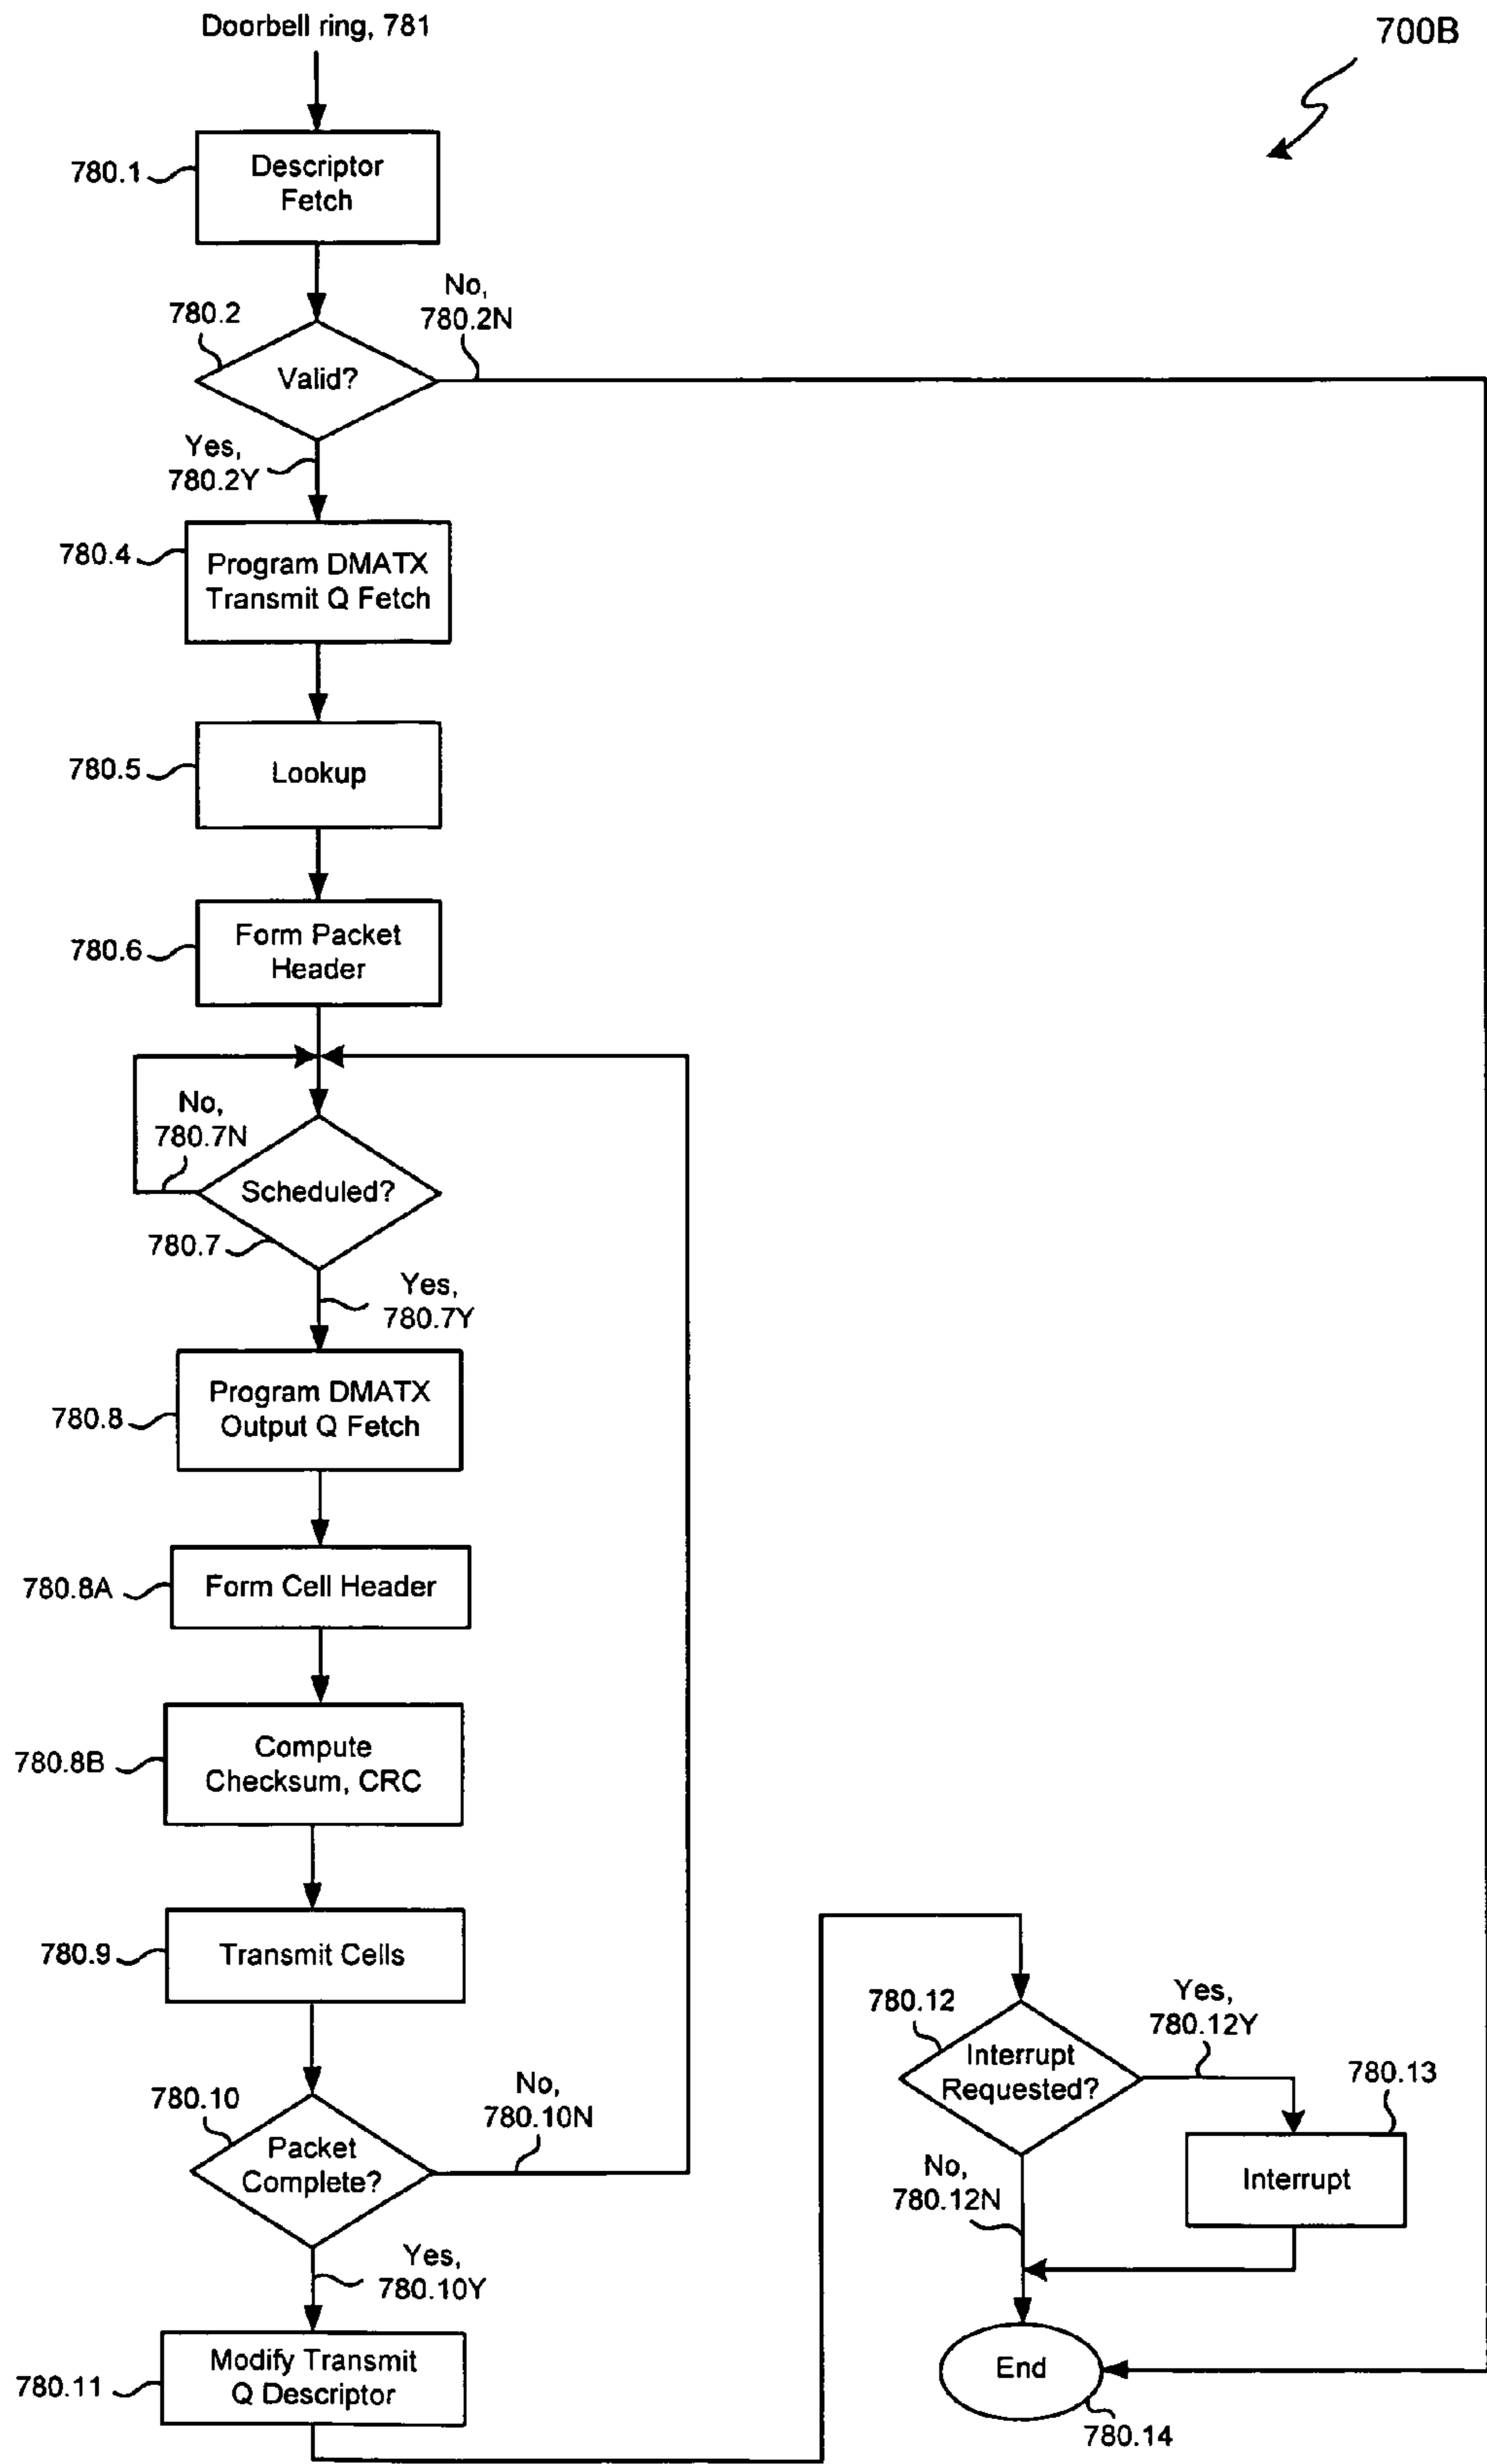 Doorbell ring, 781
700B
780.1
Descriptor
Fetch
780.2
No,
780.2N
Valid?
Yes,
780.2Y
780.4
Program DMATX
Transmit Q Fetch
780.5
Lookup
780.6
Form Packet
Header
No,
780.7N
Scheduled?
780.7
Yes,
780.7Y
780.8
Program DMATX
Output Q Fetch
780.8A
Form Cell Header
780.8B
Compute
Checksum, CRC
780.9
Transmit Cells
780.10
Packet
Complete?
No,
780.10N
Yes,
780.10Y
780.11
Modify Transmit
Q Descriptor
780.12
Interrupt
Requested?
Yes,
780.12Y
780.13
Interrupt
No,
780.12N
End
780.14